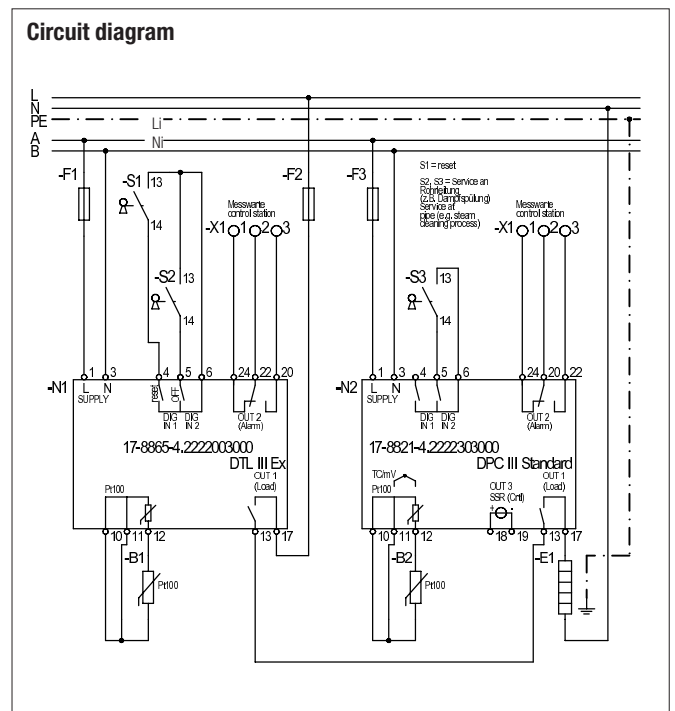 Circuit diagram
L
N
PE
Li
A
Ni
B
-F1
-S1 13
14
-S2 13
14
Messwarte
control station
-X1 1 2 3
-F2
-F3
S1 = reset
S2, S3 = Service an
Rohrleitung
(z.B. Dampfspülung)
Service at
pipe (e.g. steam
cleaning process)
-S3 13
14
Messwarte
control station
-X1 1 2 3
1 3 4 5 6 24 22 20
-N1 L N
SUPPLY
reset
OFF
DIG
IN 1
DIG
IN 2
OUT 2
(Alarm)
17-8865-4.2222003000
DTL III Ex
Pt100
OUT 1
(Load)
10 11 12 13 17
-B1
Pt100
1 3 4 5 6 24 20 22
-N2 L N
SUPPLY
DIG
IN 1
DIG
IN 2
OUT 2
(Alarm)
17-8821-4.2222303000
DPC III Standard
TC/mV
Pt100
OUT 3
SSR (Cntl)
+ -
OUT 1
(Load)
10 11 12 18 19 13 17
-B2
Pt100
-E1